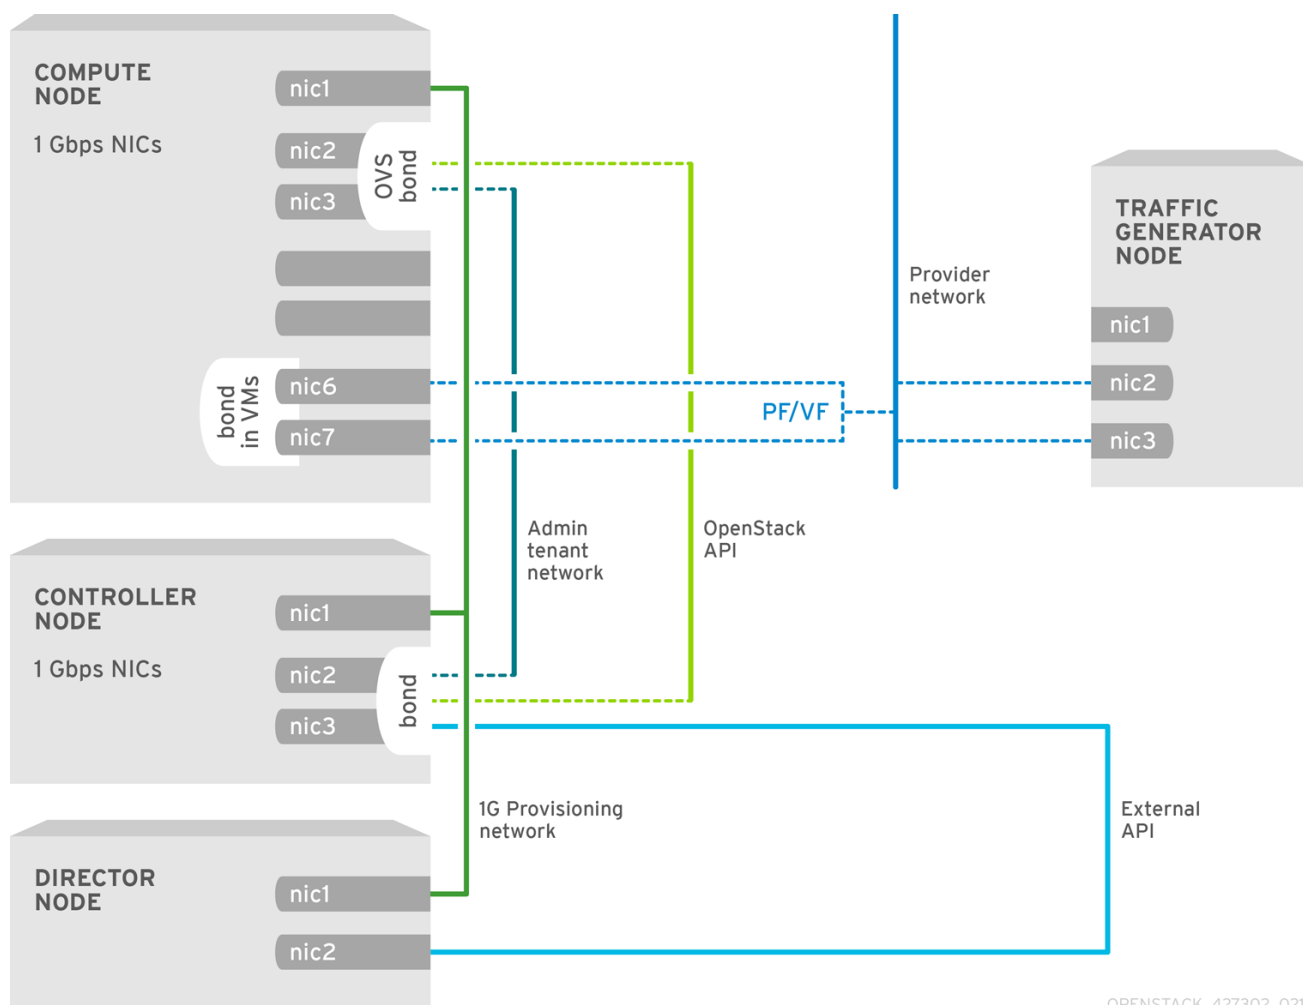 COMPUTE
NODE
1 Gbps NICs
nic1
nic2
nic3
OVS
bond
nic6
nic7
bond
in VMs
PF/VF
Provider
network
TRAFFIC
GENERATOR
NODE
nic1
nic2
nic3
Admin
tenant
network
OpenStack
API
CONTROLLER
NODE
1 Gbps NICs
nic1
nic2
nic3
bond
1G Provisioning
network
External
API
DIRECTOR
NODE
nic1
nic2